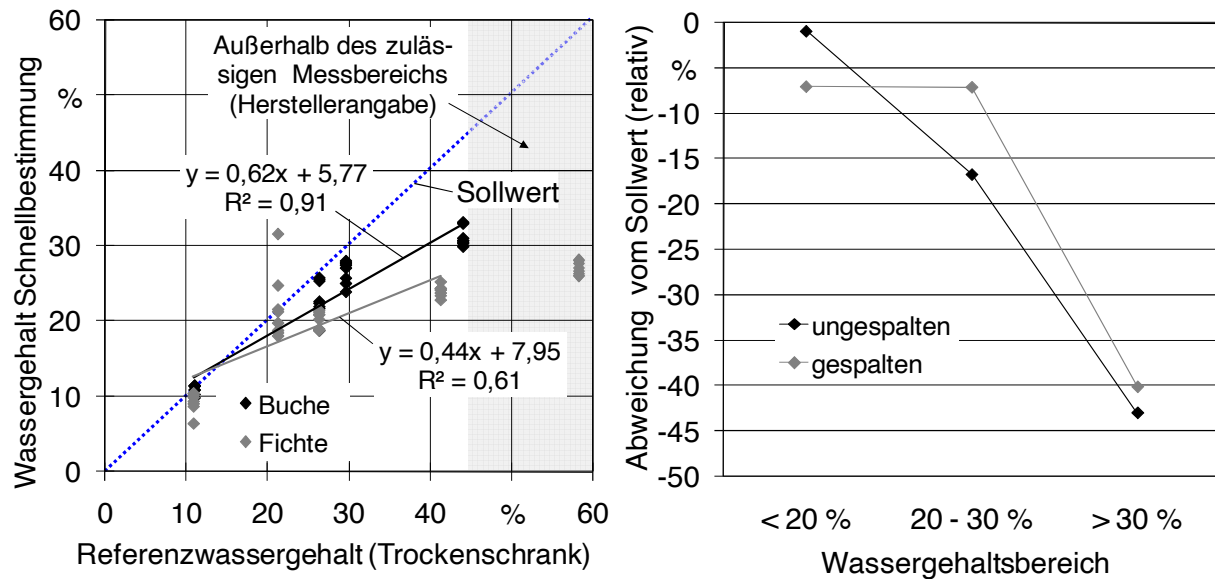 Wassergehalt Schnellbestimmung
60
%
40
30
20
10
0
Außerhalb des zuläs-
sigen Messbereichs
(Herstellerangabe)
y = 0,62x + 5,77
R² = 0,91
Sollwert
y = 0,44x + 7,95
R² = 0,61
Buche
Fichte
0 10 20 30 40 % 60
Referenzwassergehalt (Trockenschrank)
Abweichung vom Sollwert (relativ)
0
%
-10
-15
-20
-25
-30
-35
-40
-45
-50
ungespalten
gespalten
< 20 % 20 - 30 % > 30 %
Wassergehaltsbereich